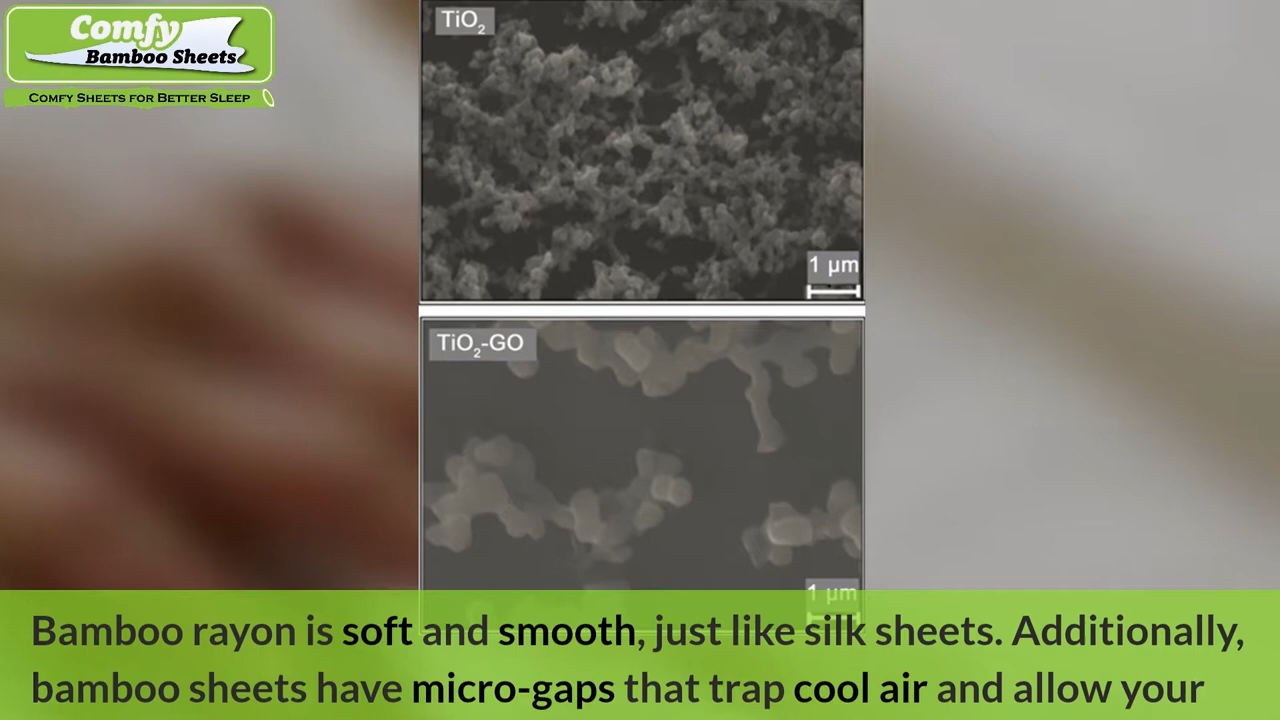 Comfy
Bamboo Sheets
Comfy Sheets for Better Sleep
TiO₂
1 μm
TiO₂-GO
1 μm
Bamboo rayon is soft and smooth, just like silk sheets. Additionally,
bamboo sheets have micro-gaps that trap cool air and allow your